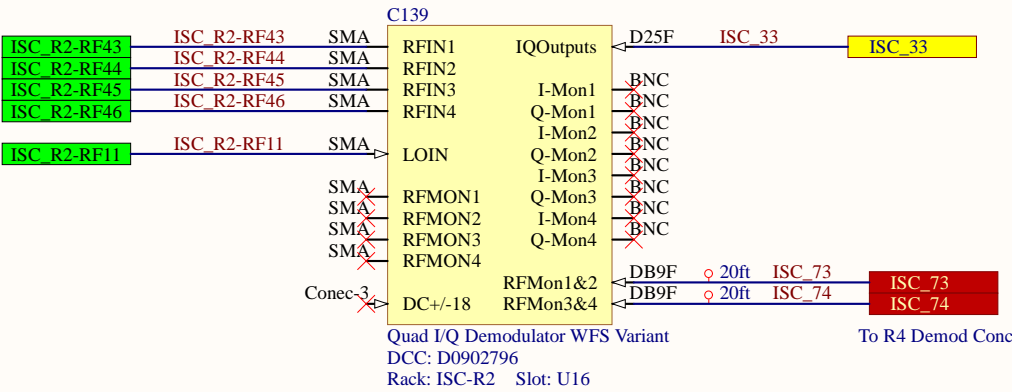 C139
ISC_R2-RF43 ISC_R2-RF43 SMA RFIN1 IQOutputs D25F ISC_33 ISC_33
ISC_R2-RF44 ISC_R2-RF44 SMA RFIN2
ISC_R2-RF45 ISC_R2-RF45 SMA RFIN3 I-Mon1 BNC
ISC_R2-RF46 ISC_R2-RF46 SMA RFIN4 Q-Mon1 BNC
I-Mon2 BNC
ISC_R2-RF11 ISC_R2-RF11 SMA LOIN Q-Mon2 BNC
I-Mon3 BNC
SMA RFMON1 Q-Mon3 BNC
SMA RFMON2 I-Mon4 BNC
SMA RFMON3 Q-Mon4 BNC
SMA RFMON4
RFMon1&2 DB9F 20ft ISC_73 ISC_73
Conec-3 DC+/-18 RFMon3&4 DB9F 20ft ISC_74 ISC_74
Quad I/Q Demodulator WFS Variant To R4 Demod Conc
DCC: D0902796
Rack: ISC-R2 Slot: U16